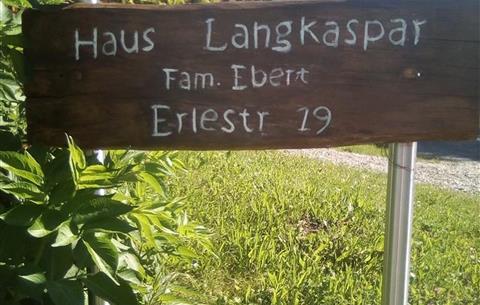 Haus Langkaspar
Fam. Ebert
Erlestr 19